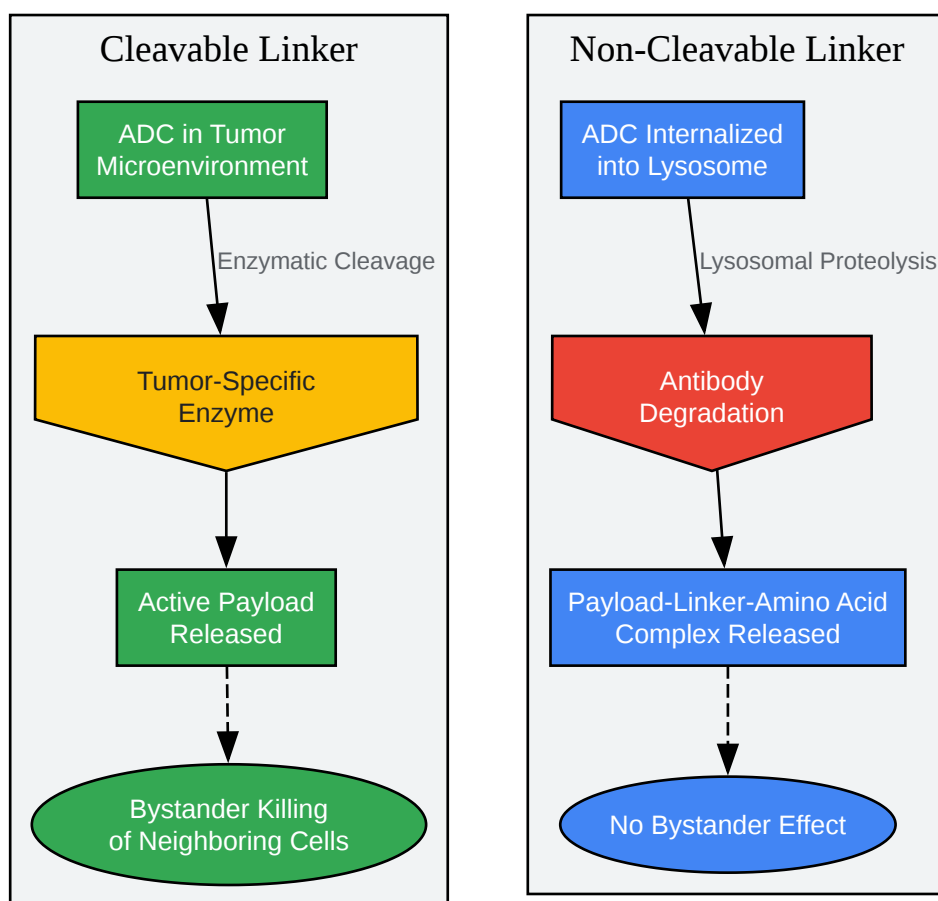 Cleavable Linker
ADC in Tumor
Microenvironment
Enzymatic Cleavage
Tumor-Specific
Enzyme
Active Payload
Released
Bystander Killing
of Neighboring Cells
Non-Cleavable Linker
ADC Internalized
into Lysosome
Lysosomal Proteolysis
Antibody
Degradation
Payload-Linker-Amino Acid
Complex Released
No Bystander Effect